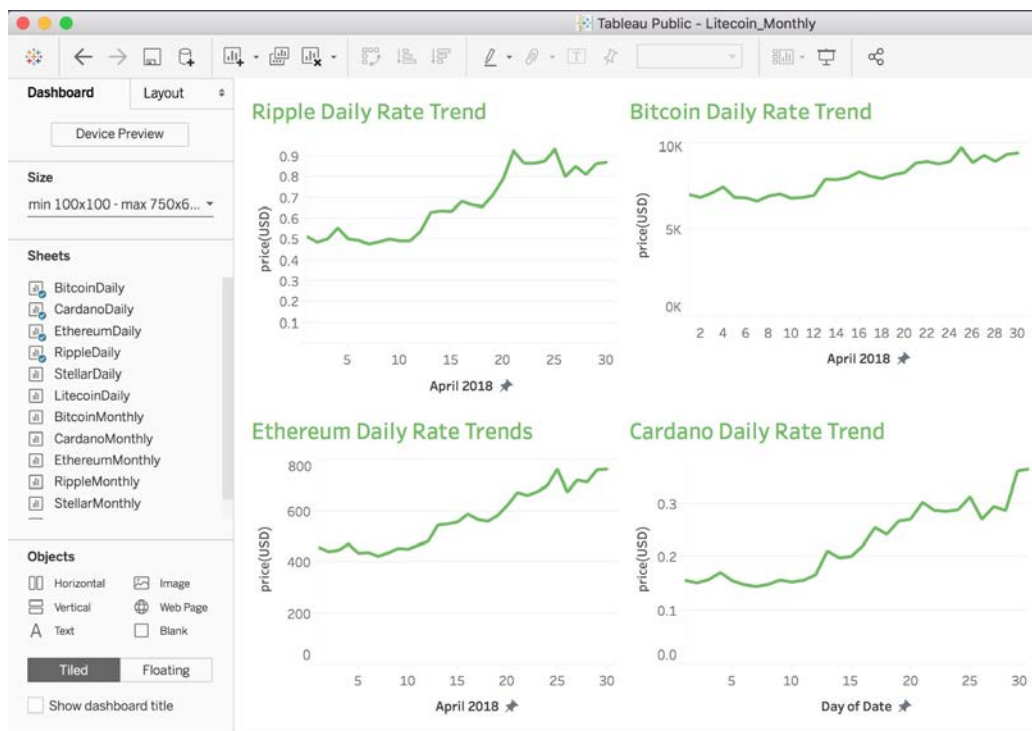 Tableau Public - Litecoin_Monthly
Dashboard
Layout
Device Preview
Size
min 100x100 - max 750x6...
Sheets
BitcoinDaily
CardanoDaily
EthereumDaily
RippleDaily
StellarDaily
LitecoinDaily
BitcoinMonthly
CardanoMonthly
EthereumMonthly
RippleMonthly
StellarMonthly
Objects
Horizontal
Image
Vertical
Web Page
A Text
Blank
Tiled
Floating
Show dashboard title
Ripple Daily Rate Trend
price(USD)
0.9
0.8
0.7
0.6
0.5
0.4
0.3
0.2
0.1
5 10 15 20 25 30
April 2018
Bitcoin Daily Rate Trend
price(USD)
10K
5K
0K
2 4 6 8 10 12 14 16 18 20 22 24 26 28 30
April 2018
Ethereum Daily Rate Trends
price(USD)
800
600
400
200
0
5 10 15 20 25 30
April 2018
Cardano Daily Rate Trend
price(USD)
0.3
0.2
0.1
0.0
5 10 15 20 25 30
Day of Date